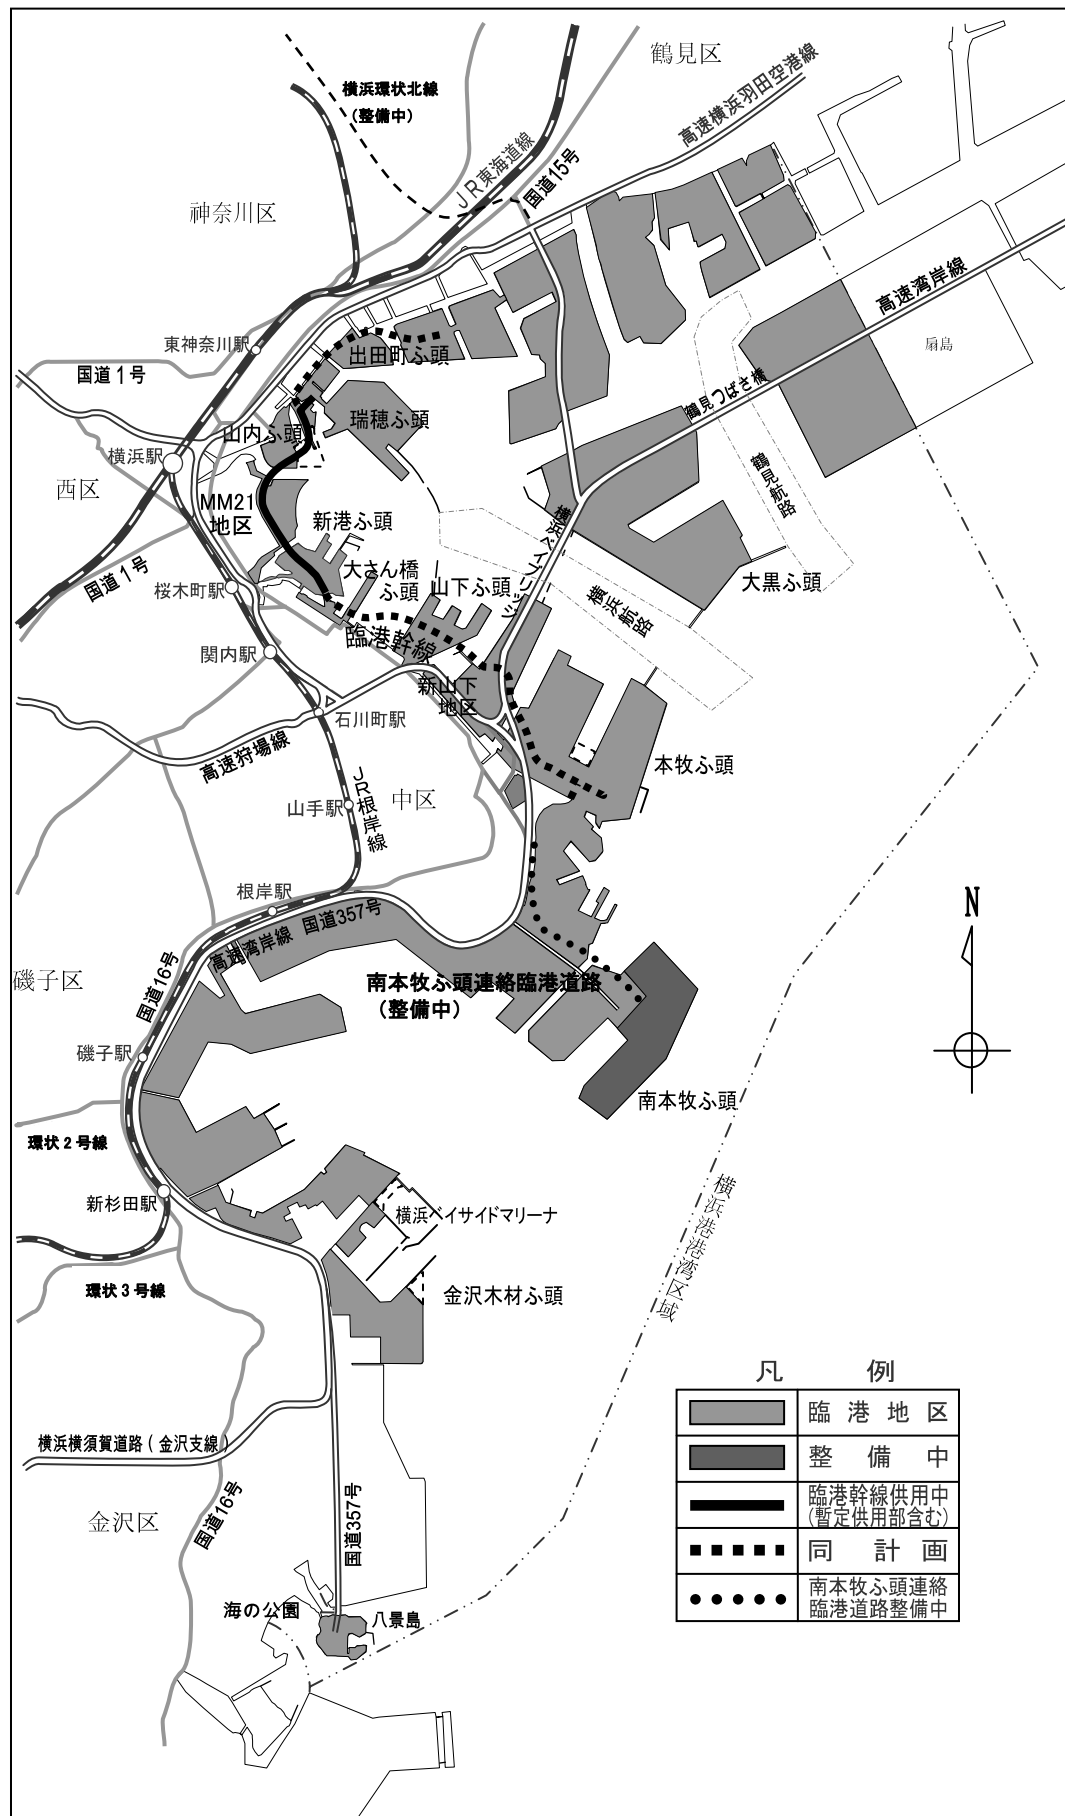 鶴見区
横浜環状北線
(整備中)
高速横浜羽田空港線
JR東海道線
国道15号
神奈川区
高速湾岸線
東神奈川駅
国道1号
出田町ふ頭
扇島
鶴見つばさ橋
瑞穂ふ頭
山内ふ頭
横浜駅
西区
鶴見航路
MM21
地区
新港ふ頭
横浜ベイブリッジ
大さん橋
ふ頭
山下ふ頭
大黒ふ頭
国道1号
桜木町駅
横浜航路
臨港幹線
関内駅
新山下
地区
石川町駅
高速狩場線
本牧ふ頭
JR根岸線
中区
山手駅
根岸駅
高速湾岸線 国道357号
N
磯子区
国道16号
南本牧ふ頭連絡臨港道路
(整備中)
磯子駅
南本牧ふ頭
環状2号線
新杉田駅
横浜ベイサイドマリーナ
横浜港港湾区域
環状3号線
金沢木材ふ頭
凡例
臨港地区
整備中
臨港幹線供用中
(暫定供用部含む)
同計画
南本牧ふ頭連絡
臨港道路整備中
横浜横須賀道路(金沢支線)
金沢区
国道16号
国道357号
海の公園
八景島